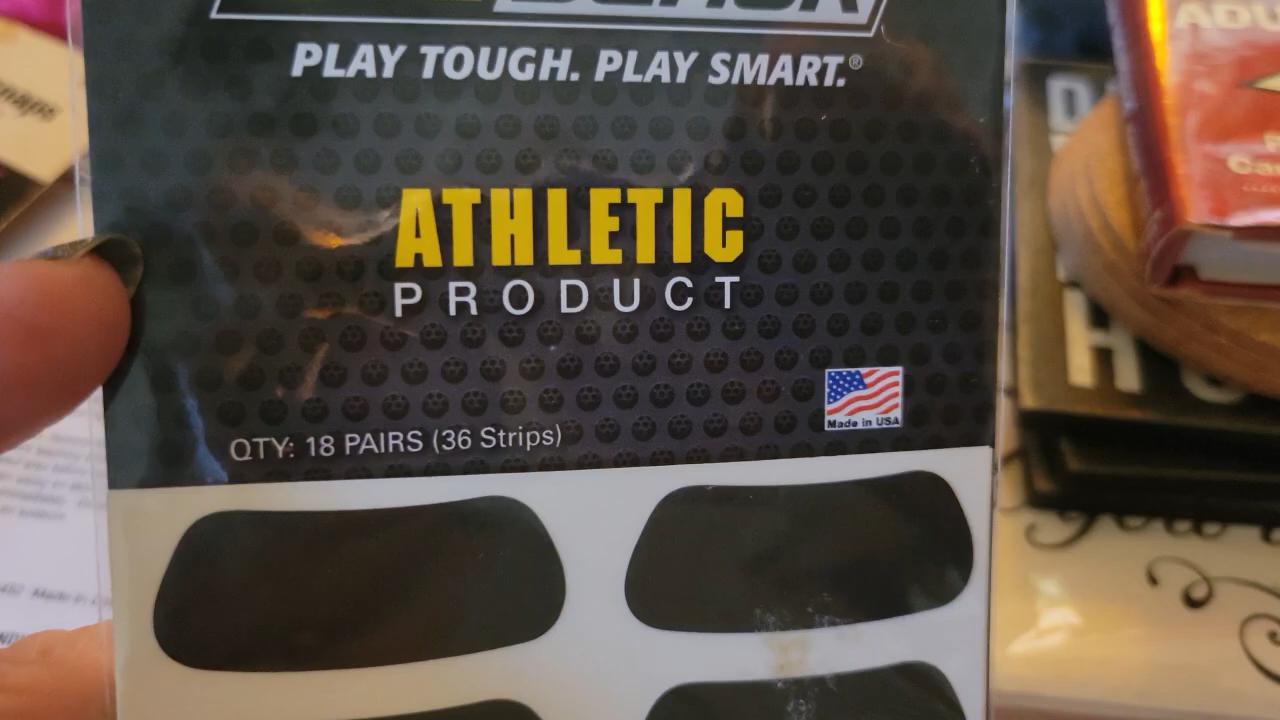 PLAY TOUGH. PLAY SMART.®
ATHLETIC
PRODUCT
Made in USA
QTY: 18 PAIRS (36 Strips)